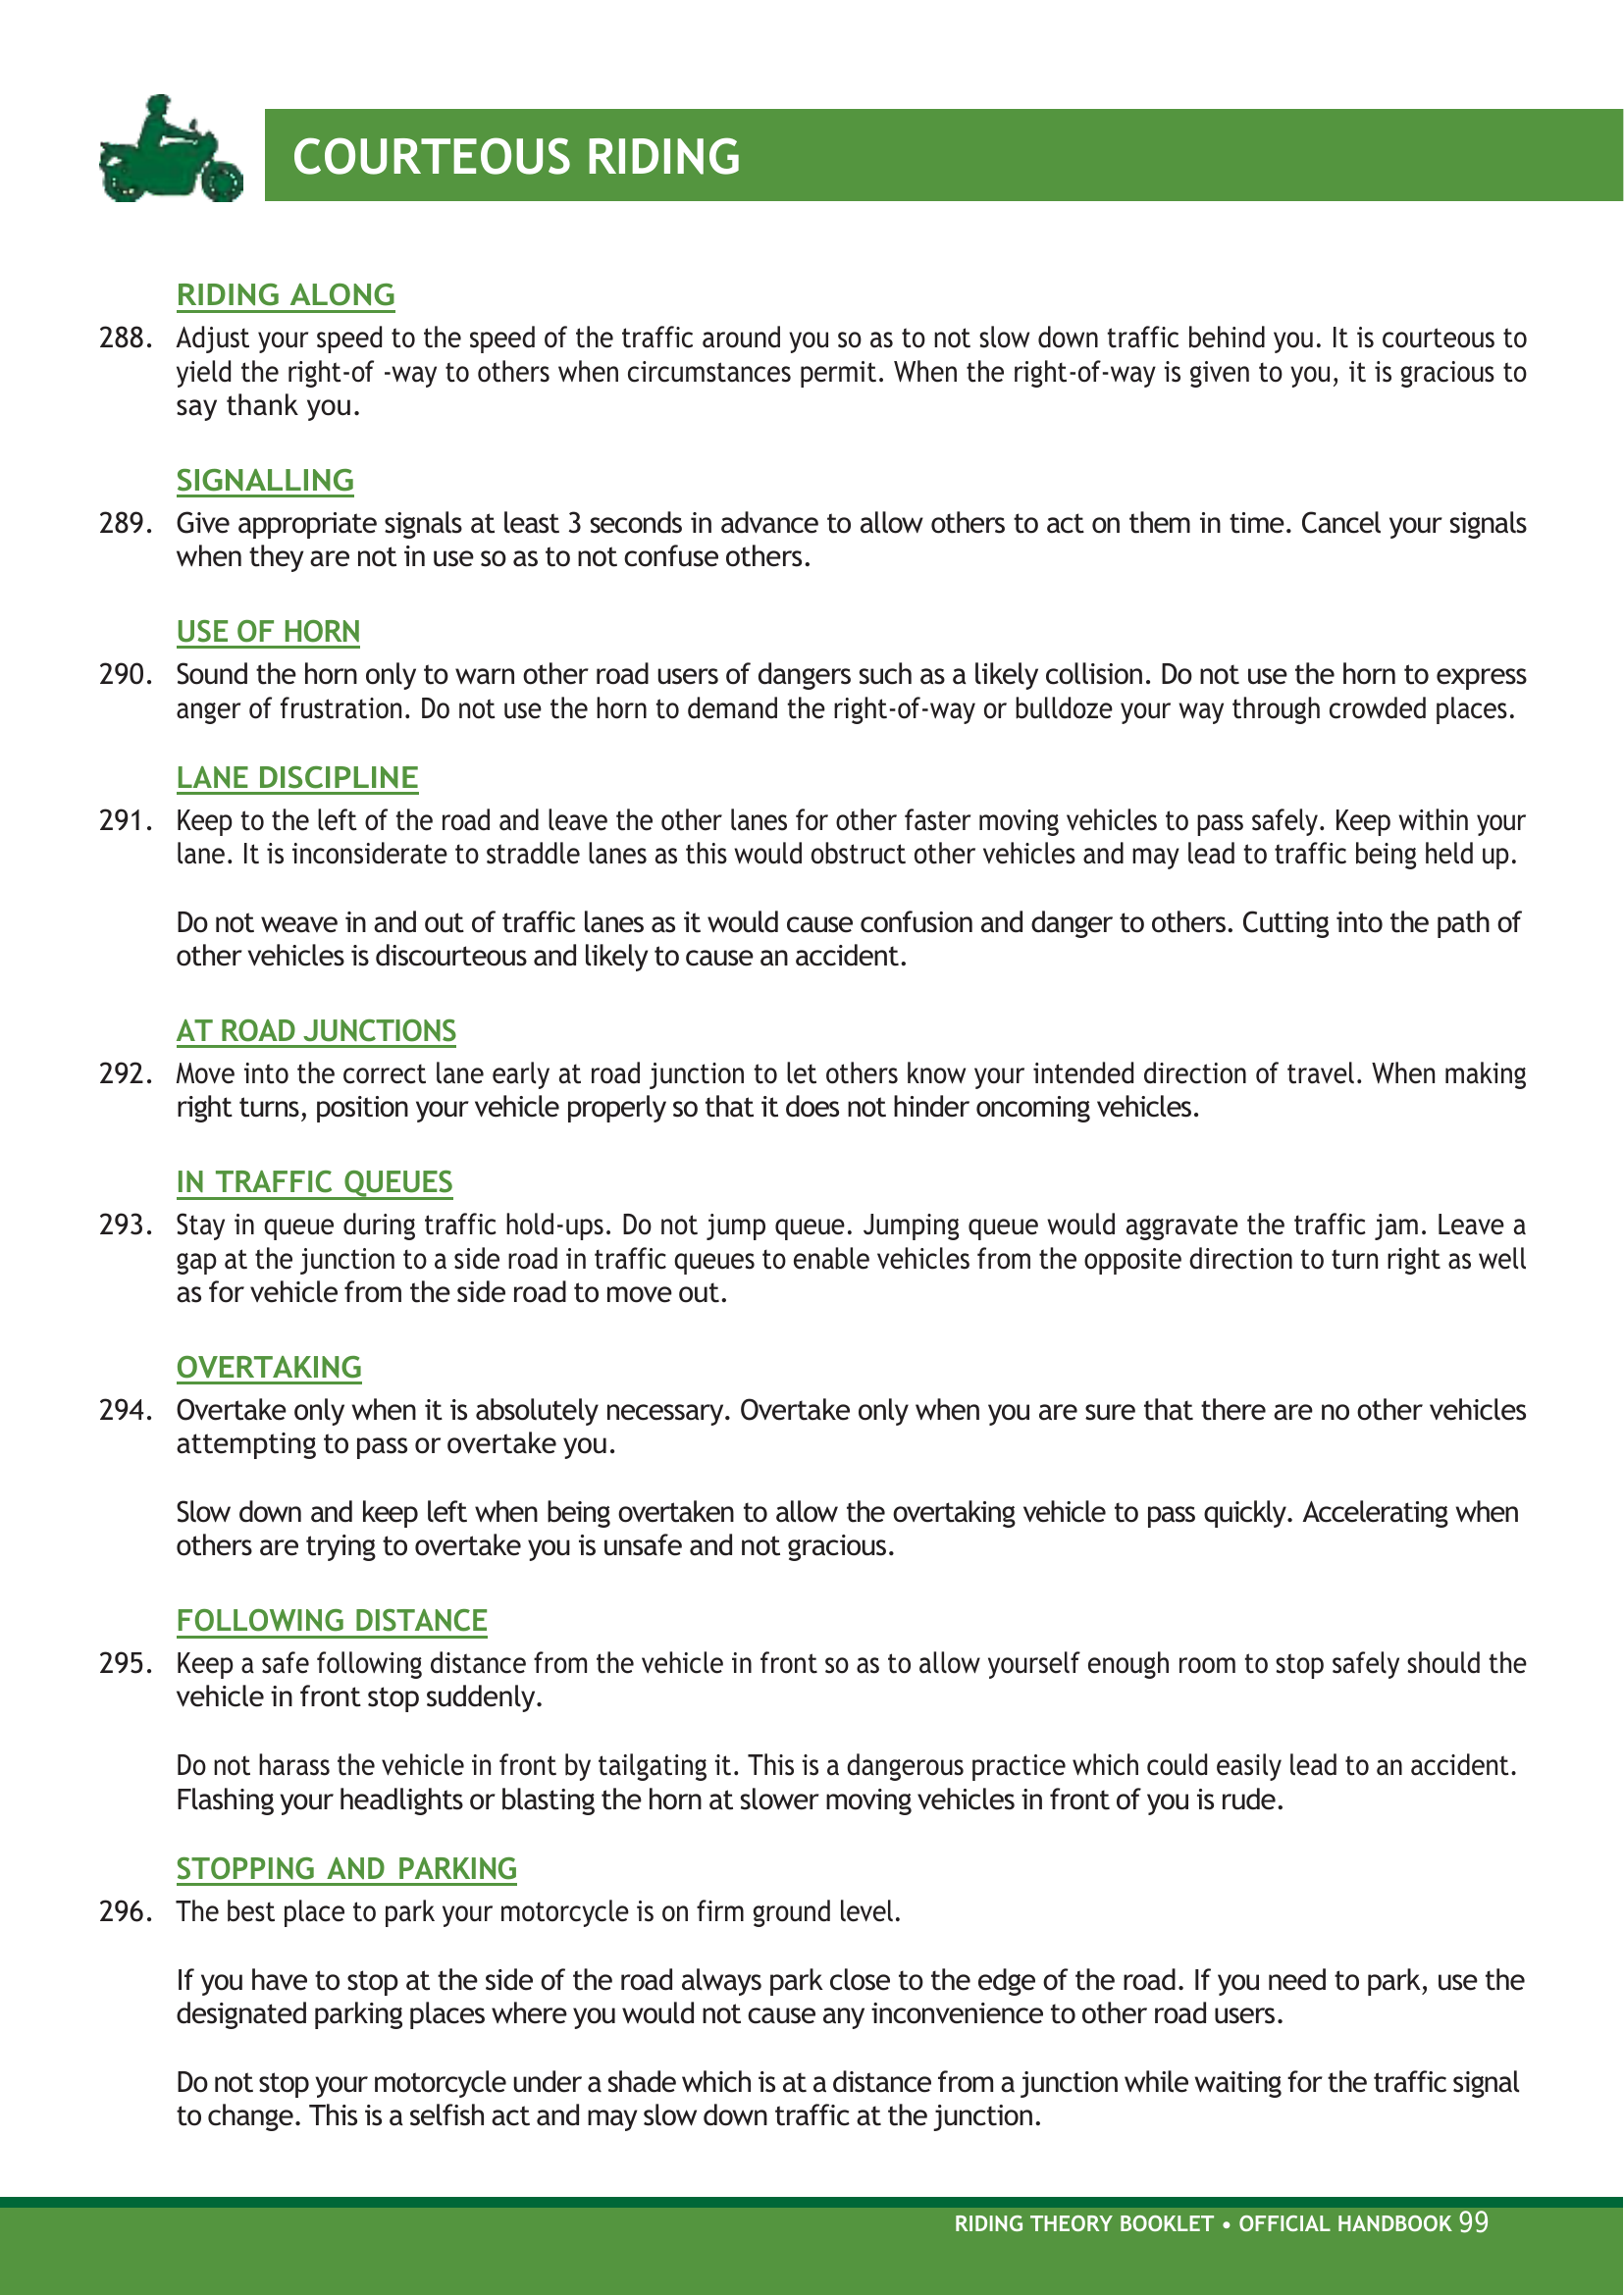 COURTEOUS RIDING
RIDING ALONG
288. Adjust your speed to the speed of the traffic around you so as to not slow down traffic behind you. It is courteous to
yield the right-of -way to others when circumstances permit. When the right-of-way is given to you, it is gracious to
say thank you.
SIGNALLING
289. Give appropriate signals at least 3 seconds in advance to allow others to act on them in time. Cancel your signals
when they are not in use so as to not confuse others.
USE OF HORN
290. Sound the horn only to warn other road users of dangers such as a likely collision. Do not use the horn to express
anger of frustration. Do not use the horn to demand the right-of-way or bulldoze your way through crowded places.
LANE DISCIPLINE
291. Keep to the left of the road and leave the other lanes for other faster moving vehicles to pass safely. Keep within your
lane. It is inconsiderate to straddle lanes as this would obstruct other vehicles and may lead to traffic being held up.
Do not weave in and out of traffic lanes as it would cause confusion and danger to others. Cutting into the path of
other vehicles is discourteous and likely to cause an accident.
AT ROAD JUNCTIONS
292. Move into the correct lane early at road junction to let others know your intended direction of travel. When making
right turns, position your vehicle properly so that it does not hinder oncoming vehicles.
IN TRAFFIC QUEUES
293. Stay in queue during traffic hold-ups. Do not jump queue. Jumping queue would aggravate the traffic jam. Leave a
gap at the junction to a side road in traffic queues to enable vehicles from the opposite direction to turn right as well
as for vehicle from the side road to move out.
OVERTAKING
294. Overtake only when it is absolutely necessary. Overtake only when you are sure that there are no other vehicles
attempting to pass or overtake you.
Slow down and keep left when being overtaken to allow the overtaking vehicle to pass quickly. Accelerating when
others are trying to overtake you is unsafe and not gracious.
FOLLOWING DISTANCE
295. Keep a safe following distance from the vehicle in front so as to allow yourself enough room to stop safely should the
vehicle in front stop suddenly.
Do not harass the vehicle in front by tailgating it. This is a dangerous practice which could easily lead to an accident.
Flashing your headlights or blasting the horn at slower moving vehicles in front of you is rude.
STOPPING AND PARKING
296. The best place to park your motorcycle is on firm ground level.
If you have to stop at the side of the road always park close to the edge of the road. If you need to park, use the
designated parking places where you would not cause any inconvenience to other road users.
Do not stop your motorcycle under a shade which is at a distance from a junction while waiting for the traffic signal
to change. This is a selfish act and may slow down traffic at the junction.
RIDING THEORY BOOKLET • OFFICIAL HANDBOOK 99